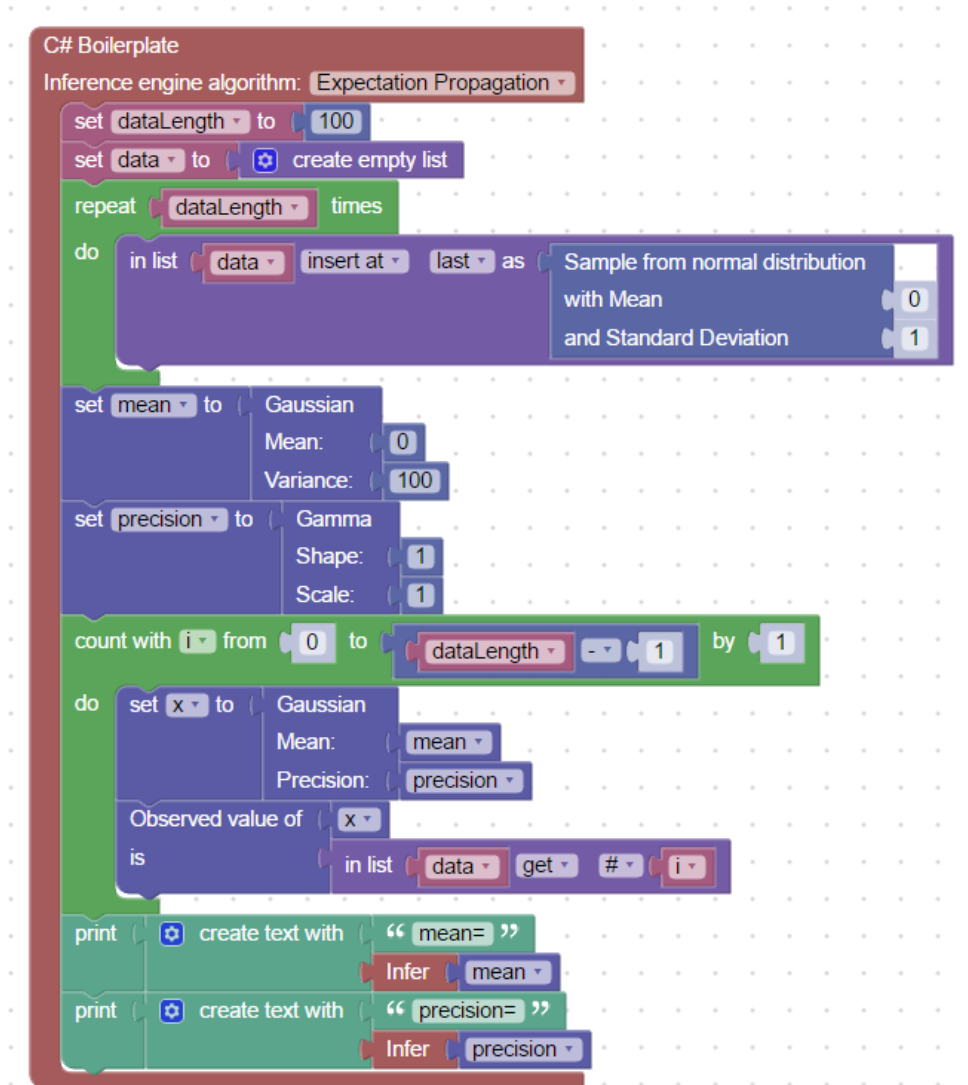 C# Boilerplate
Inference engine algorithm: Expectation Propagation
set dataLength to 100
set data to create empty list
repeat dataLength times
do in list data insert at last as Sample from normal distribution
with Mean 0
and Standard Deviation 1
set mean to Gaussian
Mean: 0
Variance: 100
set precision to Gamma
Shape: 1
Scale: 1
count with i from 0 to dataLength - 1 by 1
do set x to Gaussian
Mean: mean
Precision: precision
Observed value of x
is in list data get # i
print create text with “ mean= ”
Infer mean
print create text with “ precision= ”
Infer precision